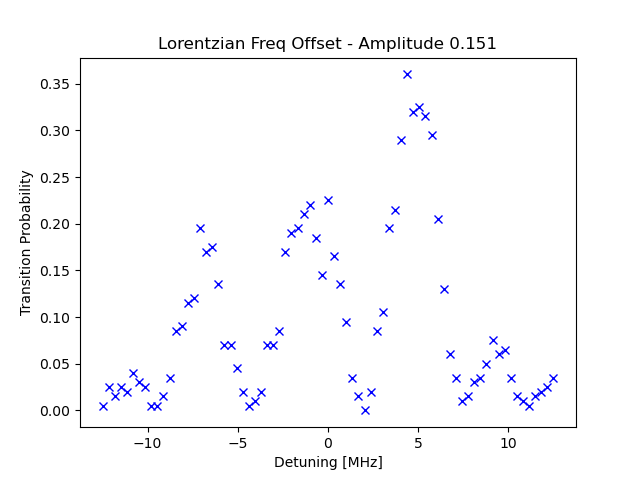 Lorentzian Freq Offset - Amplitude 0.151
Transition Probability
0.35
0.30
0.25
0.20
0.15
0.10
0.05
0.00
−10 −5 0 5 10
Detuning [MHz]